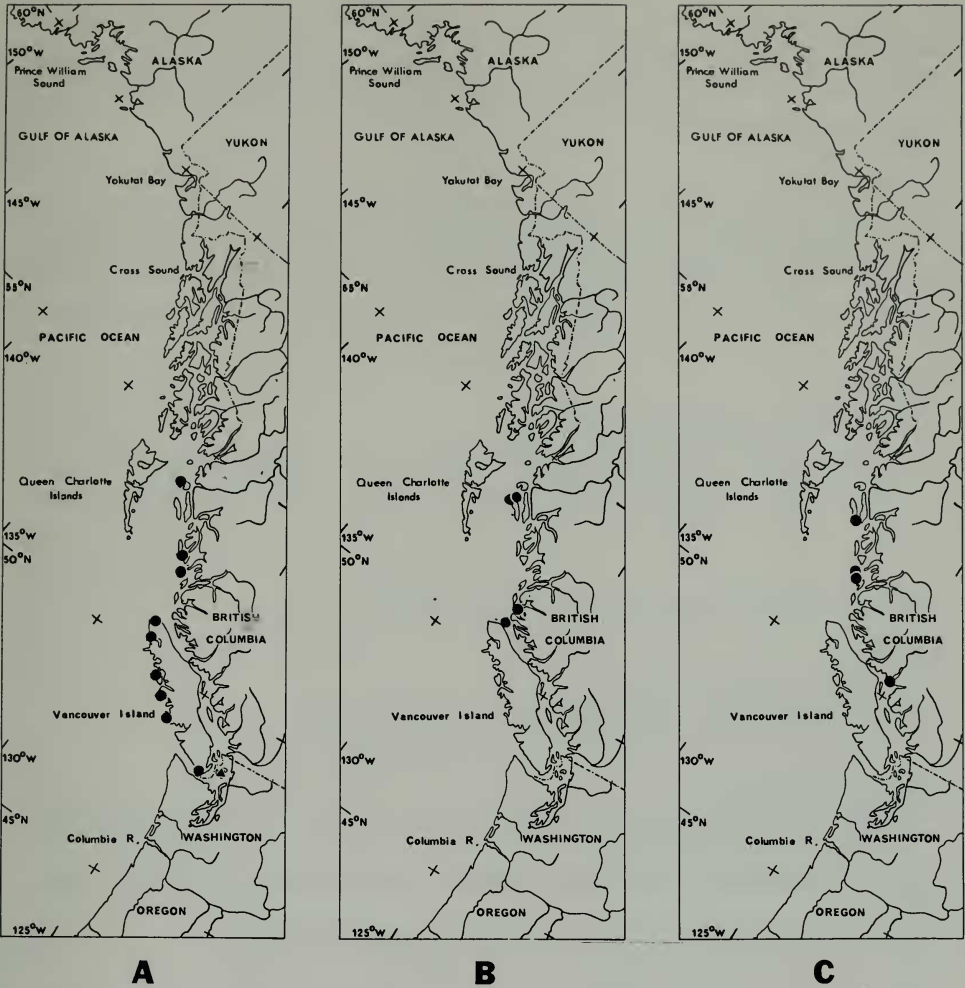 60°N
150°W
ALASKA
Prince William
Sound
GULF OF ALASKA
YUKON
Yokutat Bay
145°W
Cross Sound
55°N
PACIFIC OCEAN
140°W
Queen Charlotte
Islands
135°W
50°N
BRITISH
COLUMBIA
Vancouver Island
130°W
45°N
Columbia R.
WASHINGTON
OREGON
125°W
A
60°N
150°W
ALASKA
Prince William
Sound
GULF OF ALASKA
YUKON
Yakutat Bay
145°W
Cross Sound
55°N
PACIFIC OCEAN
140°W
Queen Charlotte
Islands
135°W
50°N
BRITISH
COLUMBIA
Vancouver Island
130°W
45°N
Columbia R.
WASHINGTON
OREGON
125°W
B
60°N
150°W
ALASKA
Prince William
Sound
GULF OF ALASKA
YUKON
Yakutat Bay
145°W
Cross Sound
55°N
PACIFIC OCEAN
140°W
Queen Charlotte
Islands
135°W
50°N
BRITISH
COLUMBIA
Vancouver Island
130°W
45°N
Columbia R.
WASHINGTON
OREGON
125°W
C